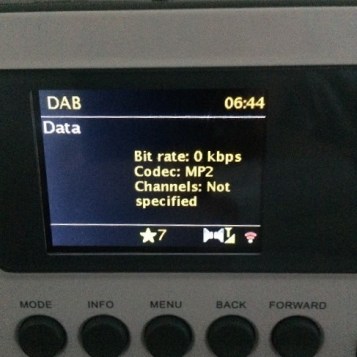 DAB 06:44
Data
Bit rate: 0 kbps
Codec: MP2
Channels: Not
specified
7
MODE INFO MENU BACK FORWARD